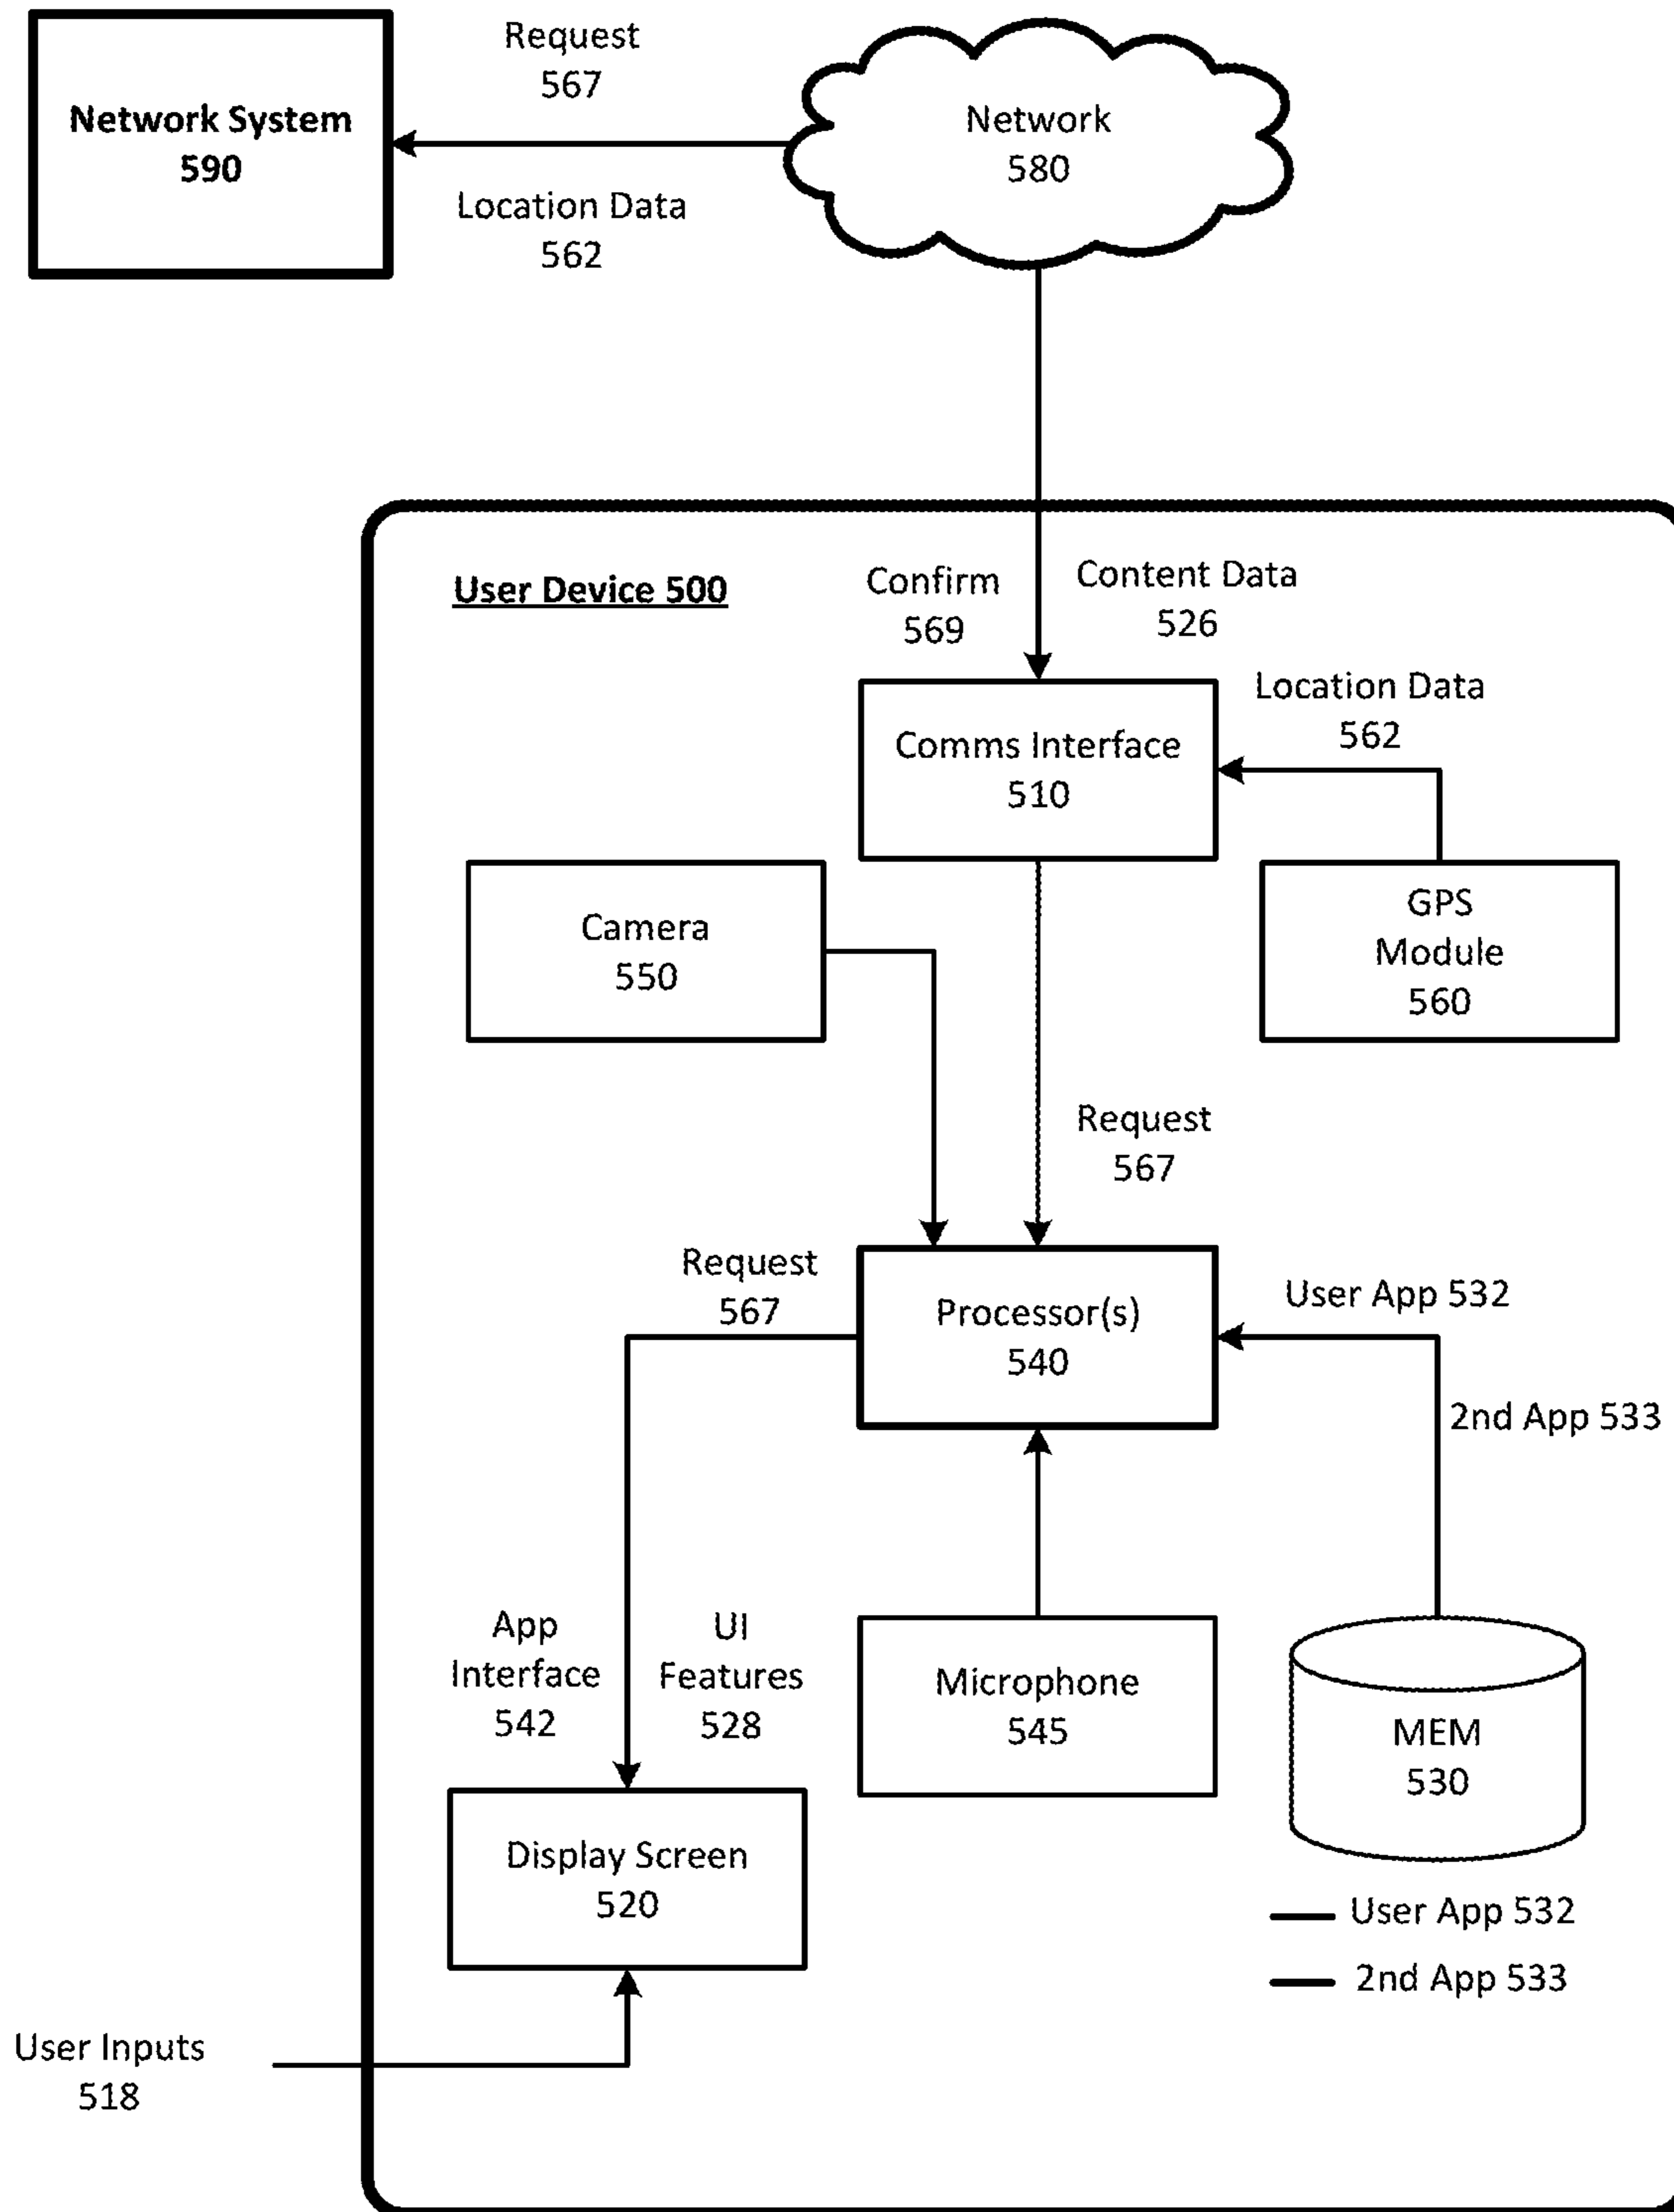 Request
567
Network System
590
Location Data
562
Network
580
User Device 500
Confirm
569
Content Data
526
Location Data
562
Comms Interface
510
Camera
550
GPS
Module
560
Request
567
Request
567
Processor(s)
540
User App 532
2nd App 533
App
Interface
542
UI
Features
528
Microphone
545
MEM
530
Display Screen
520
User App 532
2nd App 533
User Inputs
518